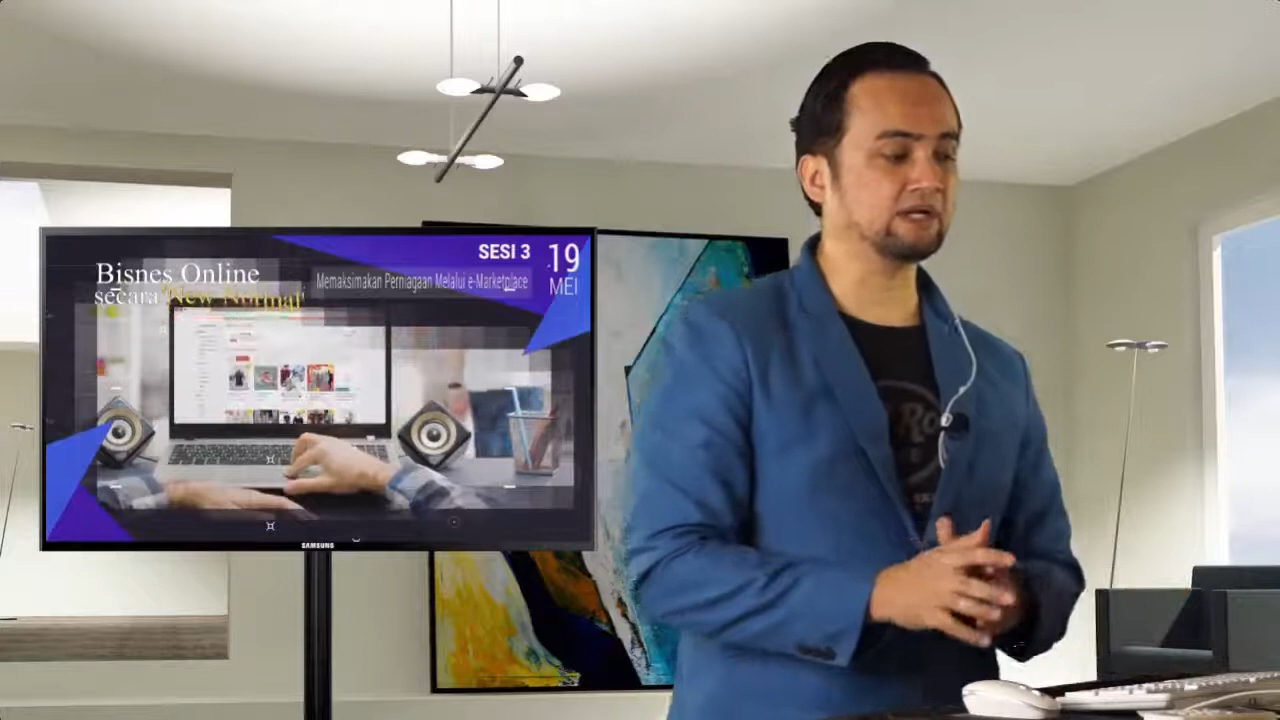 SESI 3
19
MEI
Bisnes Online
secara 'New Normal'
Memaksimakan Perniagaan Melalui e-Marketplace
SAMSUNG